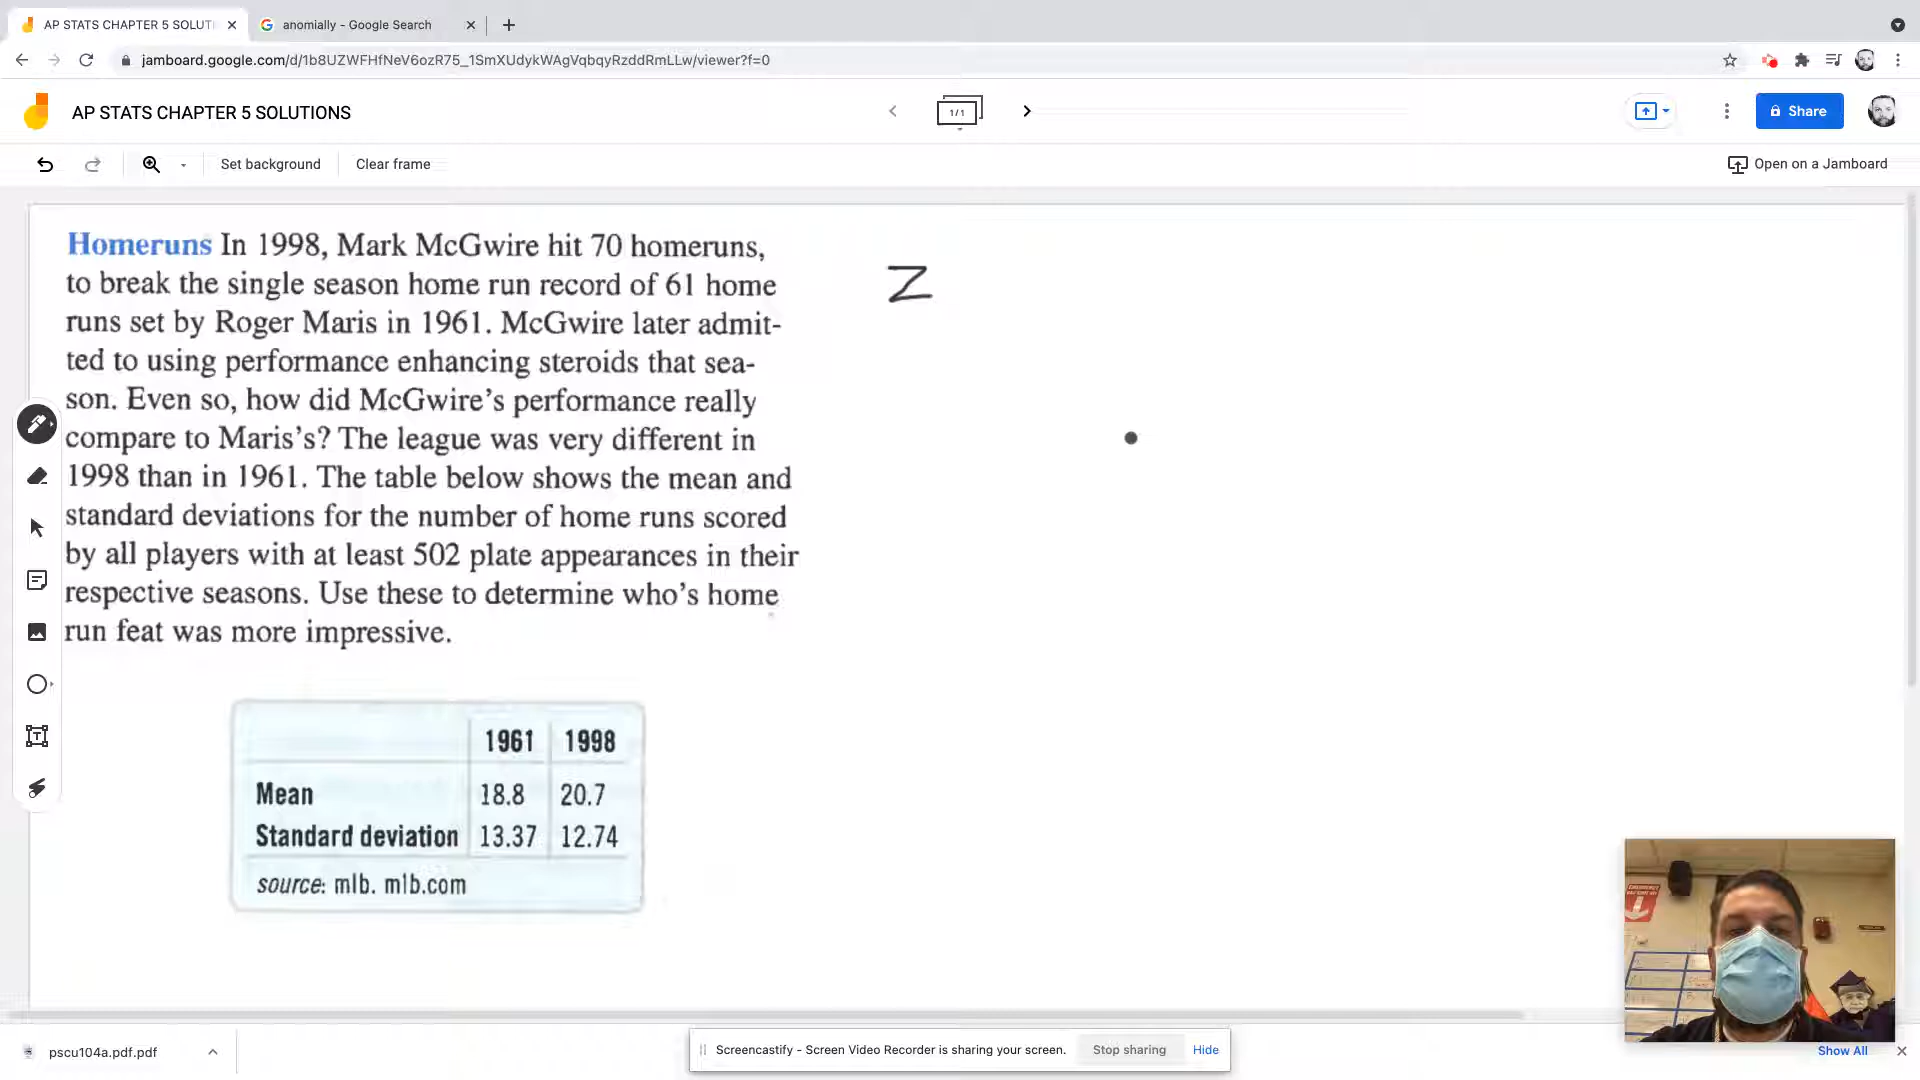 AP STATS CHAPTER 5 SOLUTI
anomially - Google Search
jamboard.google.com/d/1b8UZWFHfNeV6ozR75_1SmXUdykWAgVqbqyRzddRmLLw/viewer?f=0
AP STATS CHAPTER 5 SOLUTIONS
1/1
Share
Set background
Clear frame
Open on a Jamboard
Homeruns In 1998, Mark McGwire hit 70 homeruns,
to break the single season home run record of 61 home
runs set by Roger Maris in 1961. McGwire later admit-
ted to using performance enhancing steroids that sea-
son. Even so, how did McGwire's performance really
compare to Maris's? The league was very different in
1998 than in 1961. The table below shows the mean and
standard deviations for the number of home runs scored
by all players with at least 502 plate appearances in their
respective seasons. Use these to determine who's home
run feat was more impressive.
Z
1961 1998
Mean 18.8 20.7
Standard deviation 13.37 12.74
source: mlb. mlb.com
pscu104a.pdf.pdf
Screencastify - Screen Video Recorder is sharing your screen.
Stop sharing
Hide
Show All